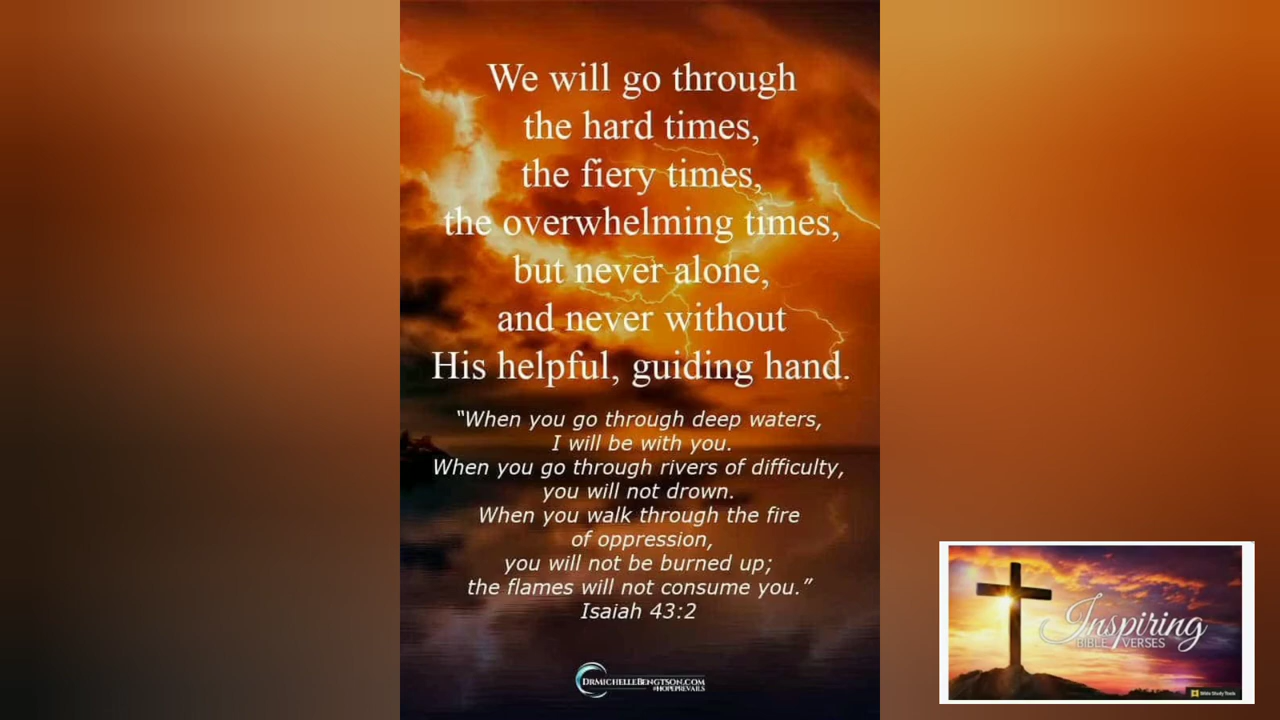 We will go through
the hard times,
the fiery times,
the overwhelming times,
but never alone,
and never without
His helpful, guiding hand.
“When you go through deep waters,
I will be with you.
When you go through rivers of difficulty,
you will not drown.
When you walk through the fire
of oppression,
you will not be burned up;
the flames will not consume you.”
Isaiah 43:2
DRMICHELLEBENGTSON.COM
#HOPEPREVAILS
Inspiring
BIBLE VERSES
Bible Study Tools